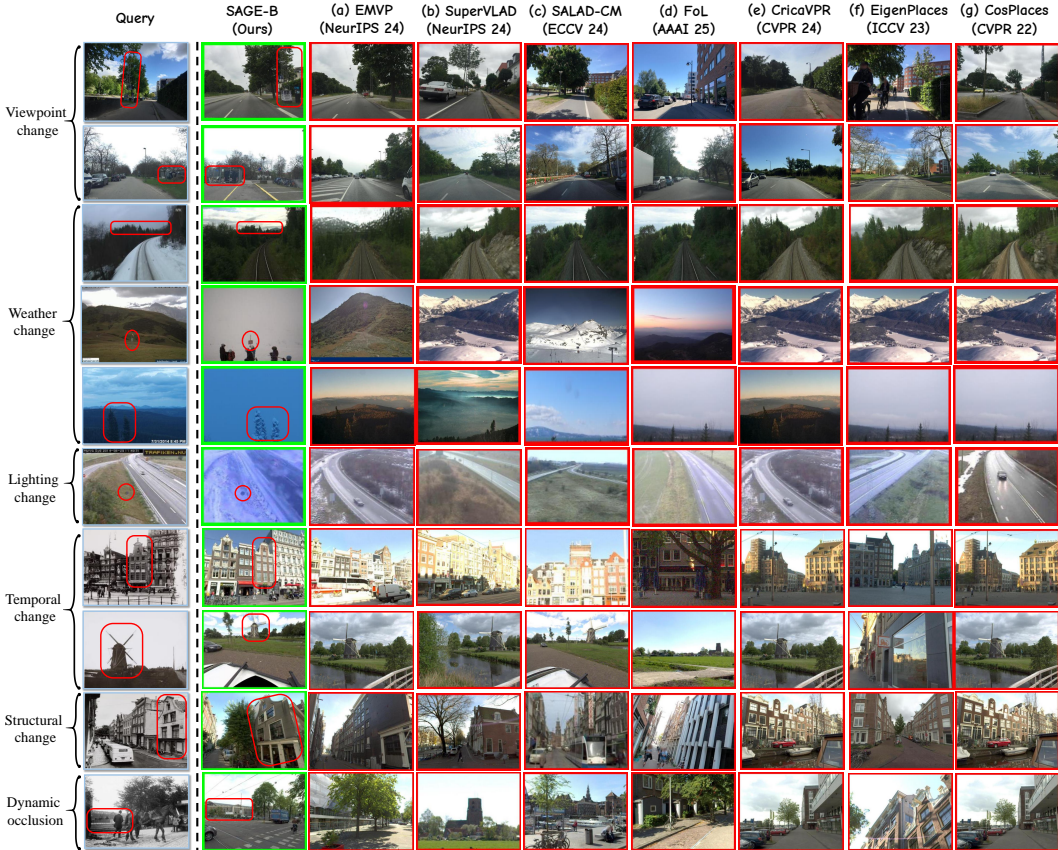 Query
SAGE-B
(Ours)
(a) EMVP
(NeurIPS 24)
(b) SuperVLAD
(NeurIPS 24)
(c) SALAD-CM
(ECCV 24)
(d) FoL
(AAAI 25)
(e) CricaVPR
(CVPR 24)
(f) EigenPlaces
(ICCV 23)
(g) CosPlaces
(CVPR 22)
Viewpoint
change
Weather
change
Lighting
change
Temporal
change
Structural
change
Dynamic
occlusion